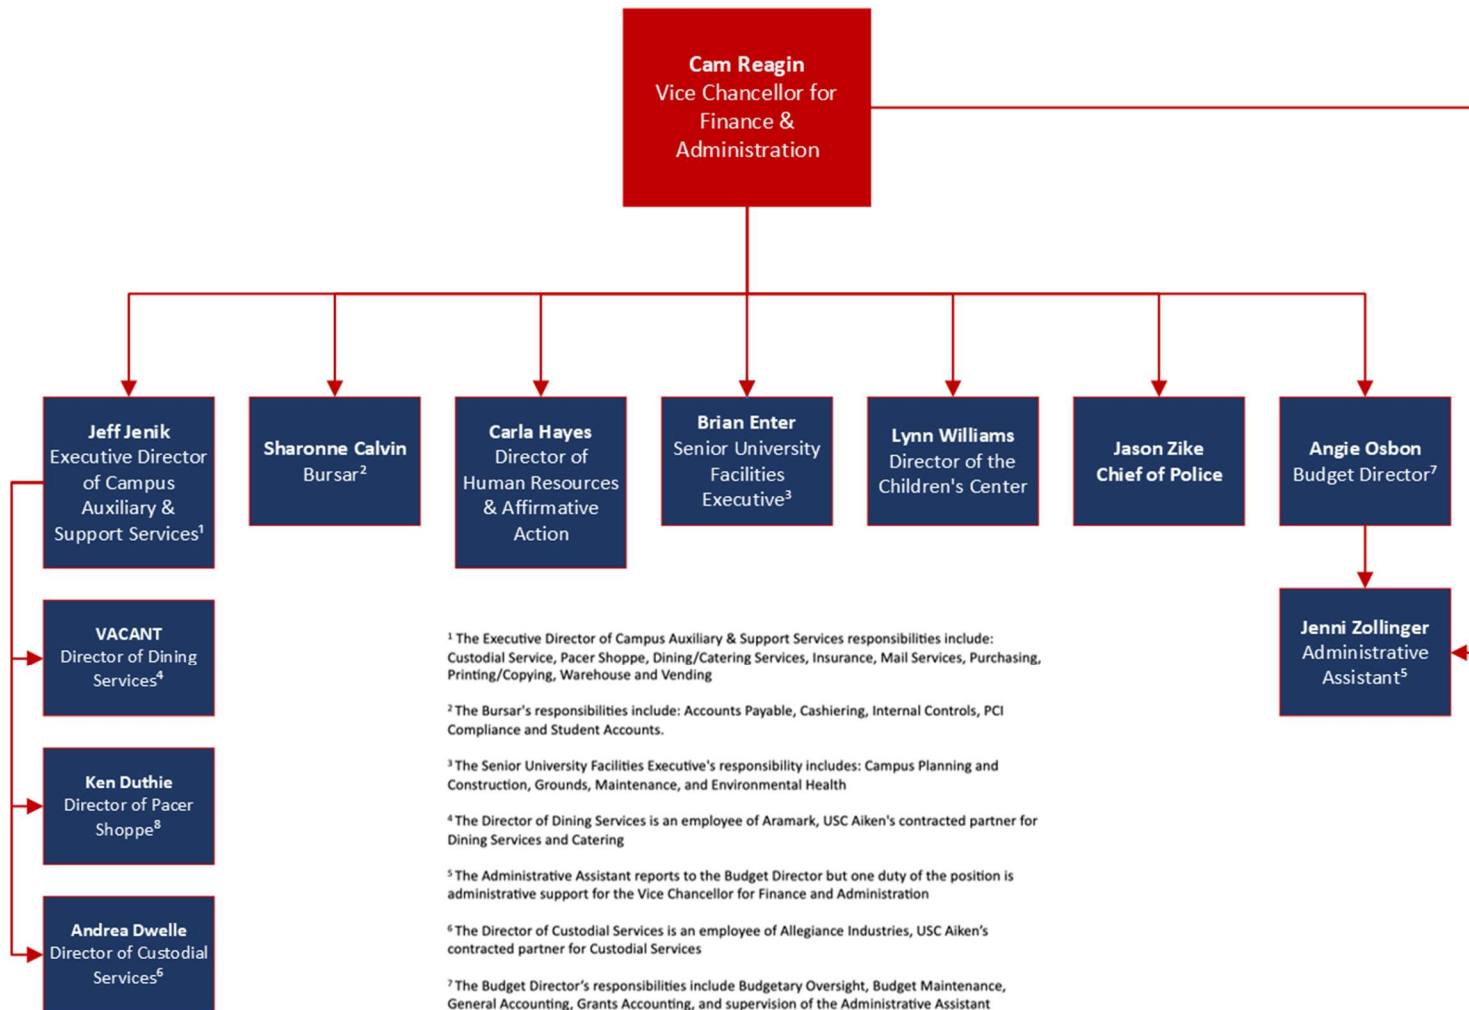 Cam Reagin
Vice Chancellor for
Finance &
Administration
Jeff Jenik
Executive Director
of Campus
Auxiliary &
Support Services¹
Sharonne Calvin
Bursar²
Carla Hayes
Director of
Human Resources
& Affirmative
Action
Brian Enter
Senior University
Facilities
Executive³
Lynn Williams
Director of the
Children's Center
Jason Zike
Chief of Police
Angie Osbon
Budget Director⁷
VACANT
Director of Dining
Services⁴
Ken Duthie
Director of Pacer
Shoppe⁸
Andrea Dwelle
Director of Custodial
Services⁶
Jenni Zollinger
Administrative
Assistant⁵
¹ The Executive Director of Campus Auxiliary & Support Services responsibilities include:
Custodial Service, Pacer Shoppe, Dining/Catering Services, Insurance, Mail Services, Purchasing,
Printing/Copying, Warehouse and Vending
² The Bursar's responsibilities include: Accounts Payable, Cashiering, Internal Controls, PCI
Compliance and Student Accounts.
³ The Senior University Facilities Executive's responsibility includes: Campus Planning and
Construction, Grounds, Maintenance, and Environmental Health
⁴ The Director of Dining Services is an employee of Aramark, USC Aiken's contracted partner for
Dining Services and Catering
⁵ The Administrative Assistant reports to the Budget Director but one duty of the position is
administrative support for the Vice Chancellor for Finance and Administration
⁶ The Director of Custodial Services is an employee of Allegiance Industries, USC Aiken’s
contracted partner for Custodial Services
⁷ The Budget Director’s responsibilities include Budgetary Oversight, Budget Maintenance,
General Accounting, Grants Accounting, and supervision of the Administrative Assistant